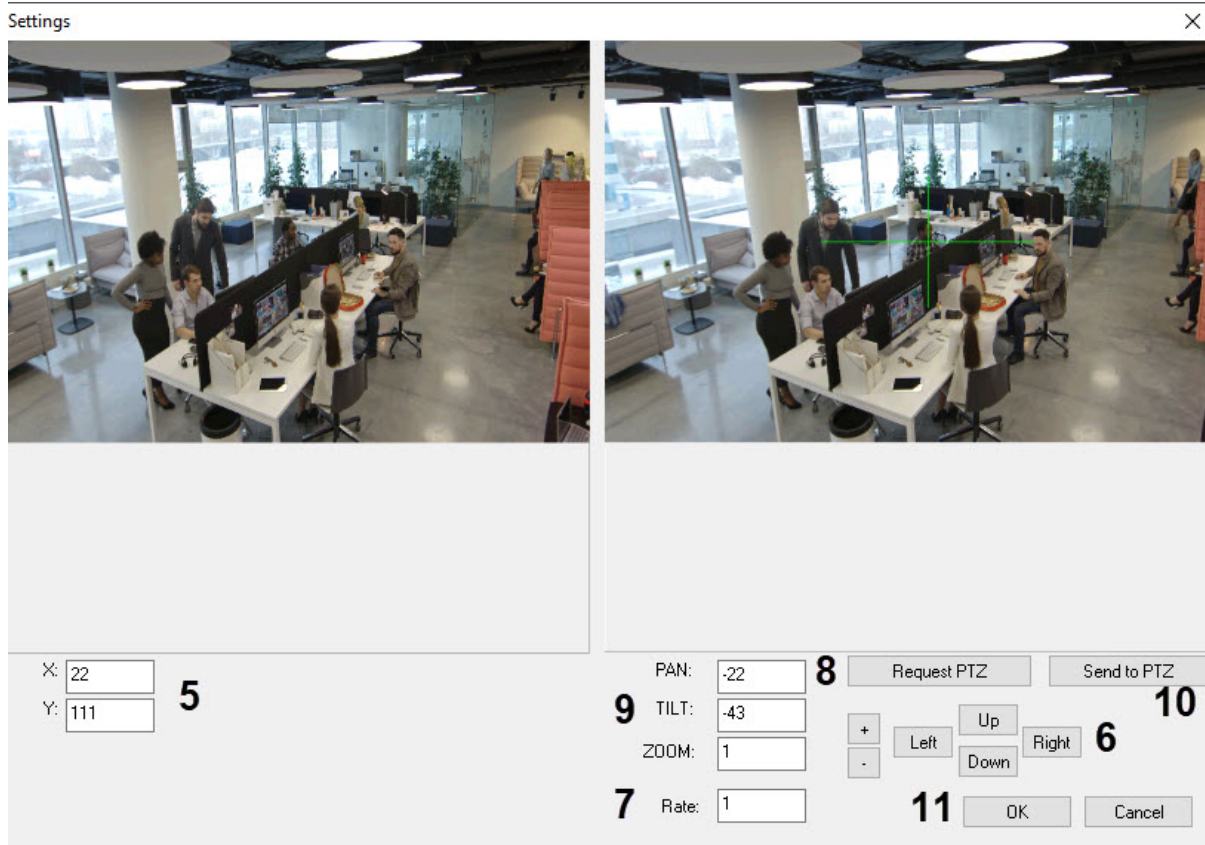 Settings
X: 22
5
Y: 111
PAN: -22
8 Request PTZ Send to PTZ
9 TILT: -43
10
+ Left Up Right 6
ZOOM: 1
- Down
7 Rate: 1
11 OK Cancel